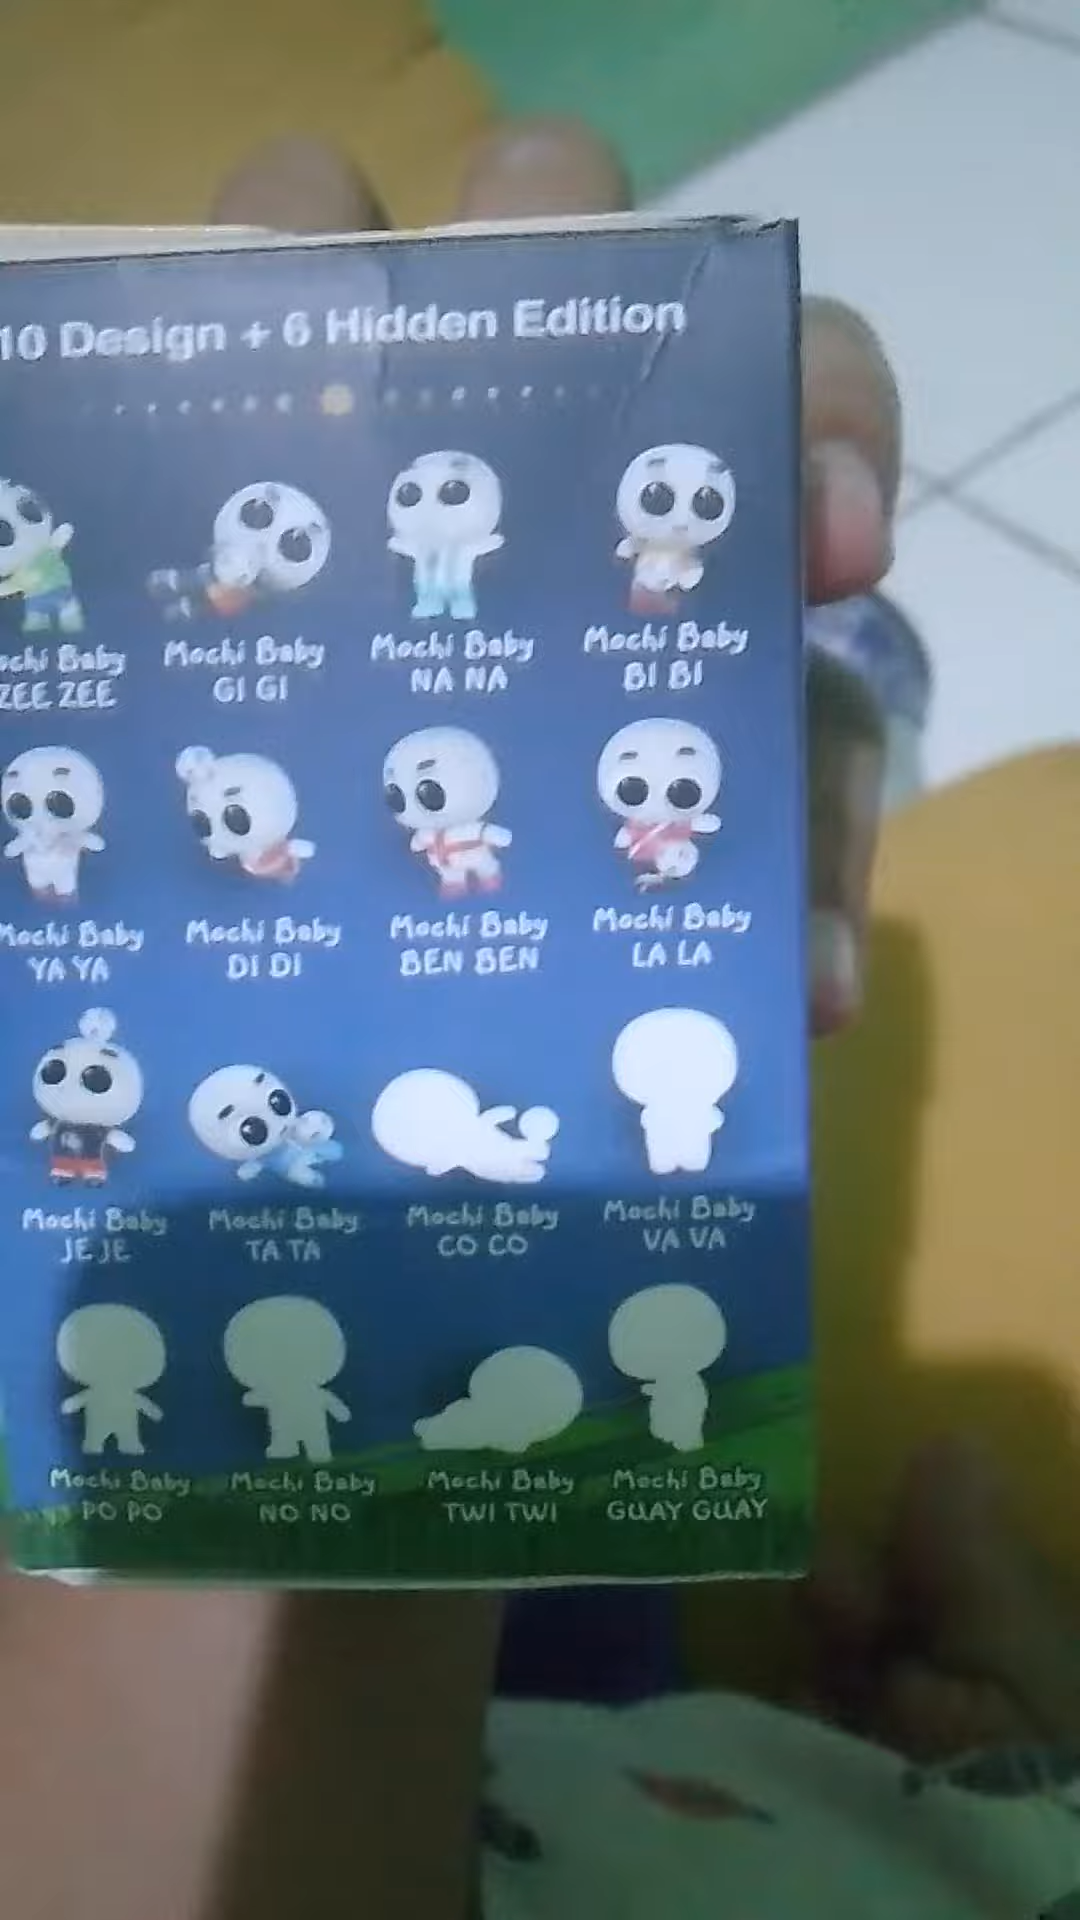 10 Design + 6 Hidden Edition
Mochi Baby
ZEE ZEE
Mochi Baby
GI GI
Mochi Baby
NA NA
Mochi Baby
BI BI
Mochi Baby
YA YA
Mochi Baby
DI DI
Mochi Baby
BEN BEN
Mochi Baby
LA LA
Mochi Baby
JE JE
Mochi Baby
TA TA
Mochi Baby
CO CO
Mochi Baby
VA VA
Mochi Baby
PO PO
Mochi Baby
NO NO
Mochi Baby
TWI TWI
Mochi Baby
GUAY GUAY